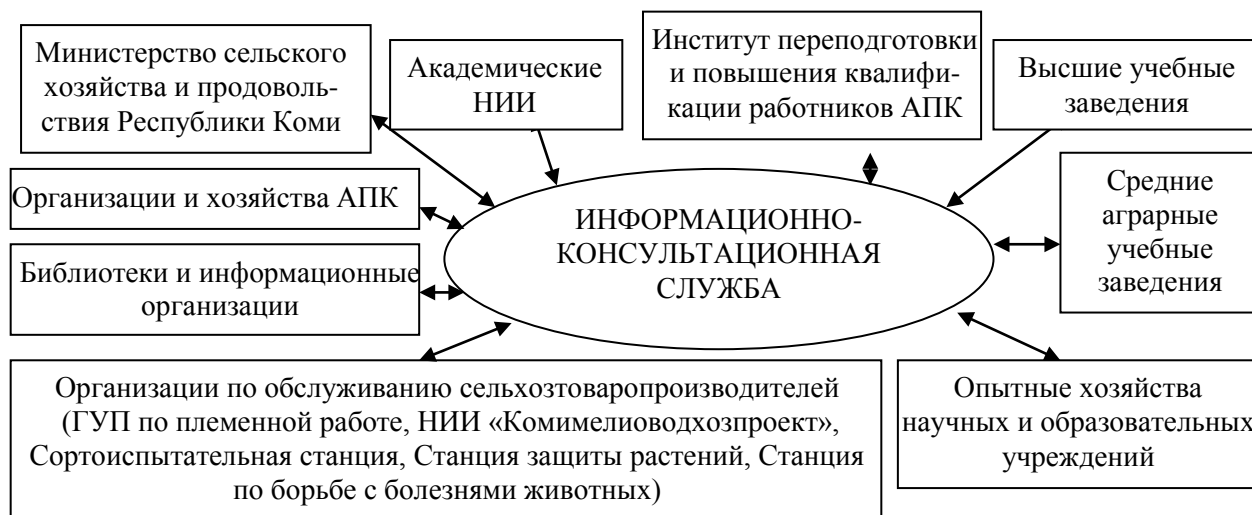 Министерство сельского
хозяйства и продоволь-
ствия Республики Коми
Академические
НИИ
Институт переподготовки
и повышения квалифи-
кации работников АПК
Высшие учебные
заведения
Организации и хозяйства АПК
Библиотеки и информационные
организации
ИНФОРМАЦИОННО-
КОНСУЛЬТАЦИОННАЯ
СЛУЖБА
Средние
аграрные
учебные
заведения
Организации по обслуживанию сельхозтоваропроизводителей
(ГУП по племенной работе, НИИ «Комимелиоводхозпроект»,
Сортоиспытательная станция, Станция защиты растений, Станция
по борьбе с болезнями животных)
Опытные хозяйства
научных и образовательных
учреждений